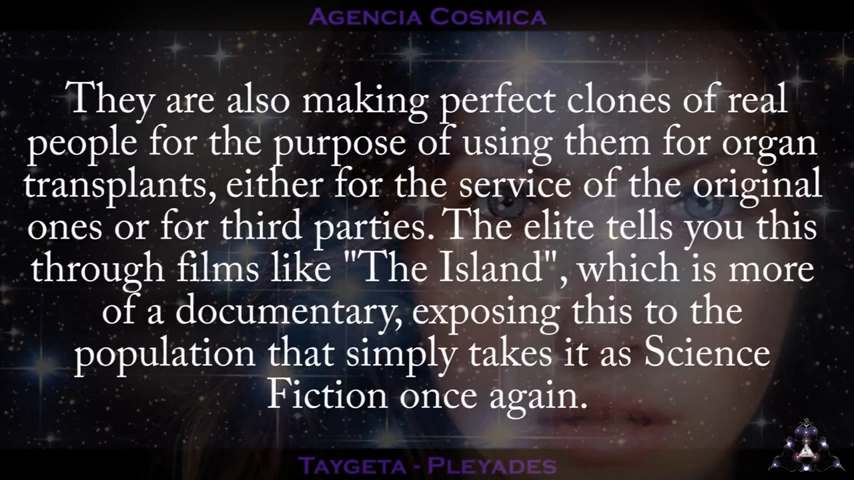 AGENCIA COSMICA
They are also making perfect clones of real
people for the purpose of using them for organ
transplants, either for the service of the original
ones or for third parties. The elite tells you this
through films like "The Island", which is more
of a documentary, exposing this to the
population that simply takes it as Science
Fiction once again.
TAYGETA - PLEYADES